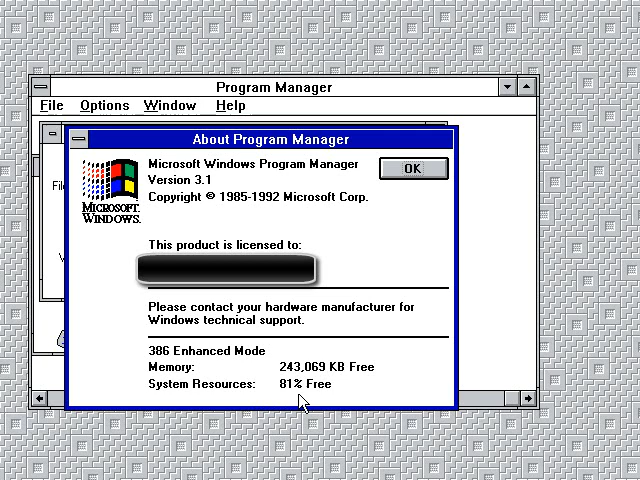 Program Manager
File Options Window Help
About Program Manager
Microsoft Windows Program Manager
Version 3.1
Copyright © 1985-1992 Microsoft Corp.
OK
MICROSOFT.
WINDOWS.
This product is licensed to:
Please contact your hardware manufacturer for
Windows technical support.
386 Enhanced Mode
Memory: 243,069 KB Free
System Resources: 81% Free